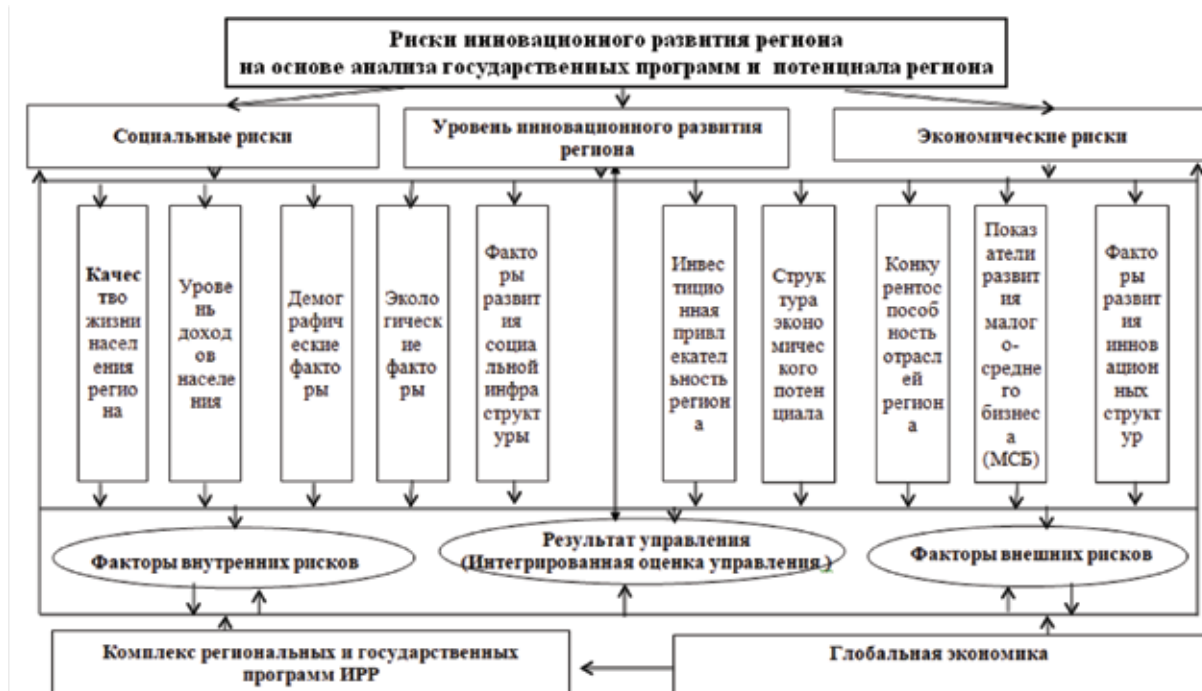 Риски инновационного развития региона
на основе анализа государственных программ и потенциала региона
Социальные риски
Уровень инновационного развития
региона
Экономические риски
Качес
тво
жизни
насел
ения
регио
на
Урове
нь
доход
ов
населе
ния
Демог
рафич
еские
факто
ры
Эколо
гическ
ие
факто
ры
Факто
ры
развит
ия
социа
льной
инфра
структ
уры
Инвес
тицио
нная
привл
екател
ьность
регион
а
Струк
тура
эконо
мичес
кого
потен
циала
Конку
рентос
пособ
ность
отрасл
ей
регион
а
Показ
атели
развит
ия
малог
о-
средне
го
бизнес
а
(МСБ)
Факто
ры
развит
ия
иннов
ационн
ых
структ
ур
Факторы внутренних рисков
Результат управления
(Интегрированная оценка управления )
Факторы внешних рисков
Комплекс региональных и государственных
программ ИРР
Глобальная экономика